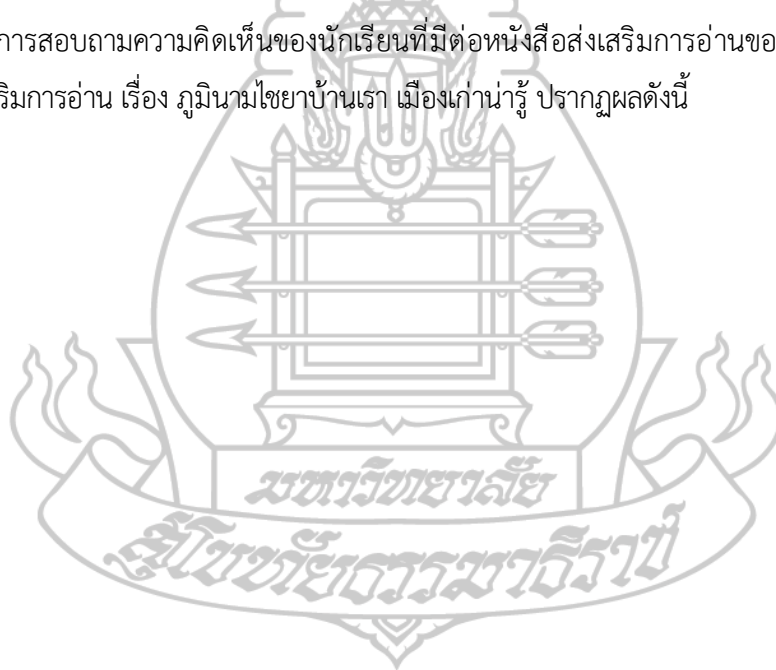 การสอบถามความคิดเห็นของนักเรียนที่มีต่อหนังสือส่งเสริมการอ่านขอ
ริมการอ่าน เรื่อง ภูมินามไชยาบ้านเรา เมืองเก่าน่ารู้ ปรากฏผลดังนี้
มหาวิทยาลัย
สุโขทัยธรรมาธิราช